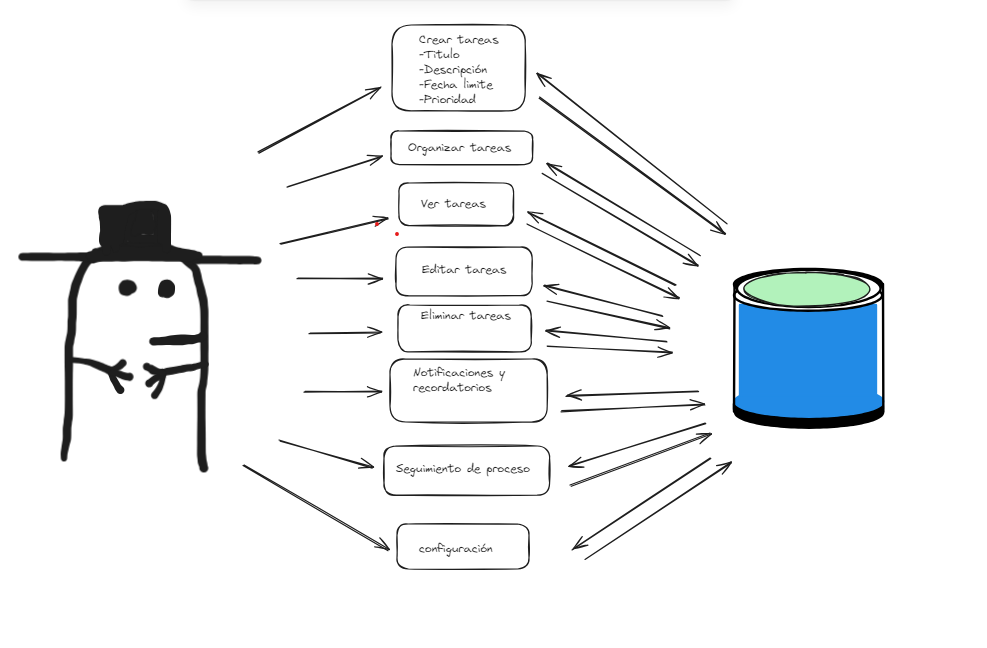 Crear tareas
-Titulo
-Descripción
-Fecha limite
-Prioridad
Organizar tareas
Ver tareas
Editar tareas
Eliminar tareas
Notificaciones y
recordatorios
Seguimiento de proceso
configuración